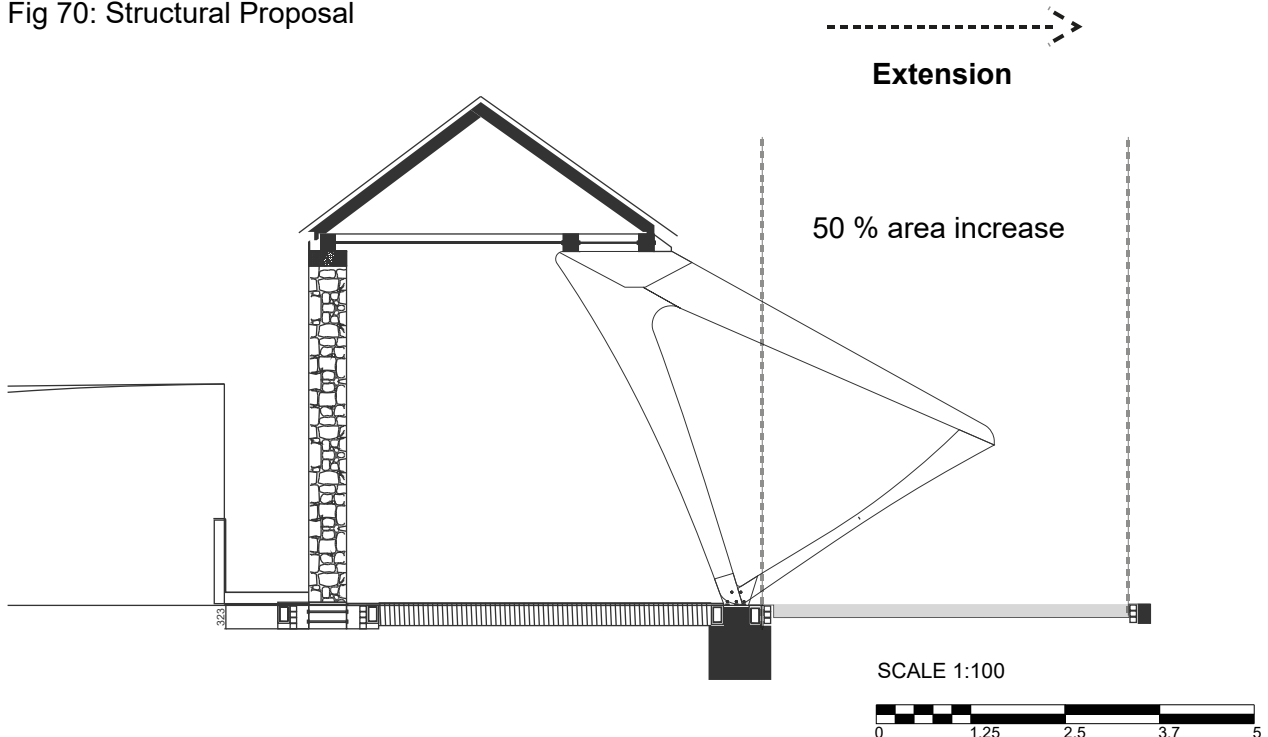 Fig 70: Structural Proposal
Extension
50 % area increase
323
SCALE 1:100
0 1.25 2.5 3.7 5